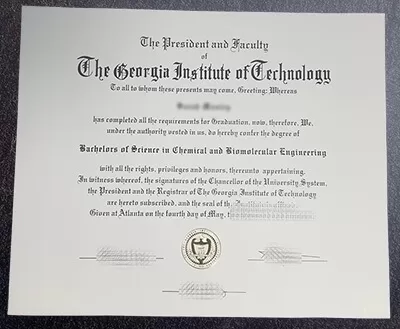 The President and Faculty
of
The Georgia Institute of Technology
To all to whom these presents may come, Greeting: Whereas
has completed all the requirements for Graduation, now, therefore, We,
under the authority vested in us, do hereby confer the degree of
Bachelors of Science in Chemical and Biomolecular Engineering
with all the rights, privileges and honors, thereunto appertaining.
In witness whereof, the signatures of the Chancellor of the University System,
the President and the Registrar of The Georgia Institute of Technology
are hereto subscribed, and the seal of the
Given at Atlanta on the fourth day of May,